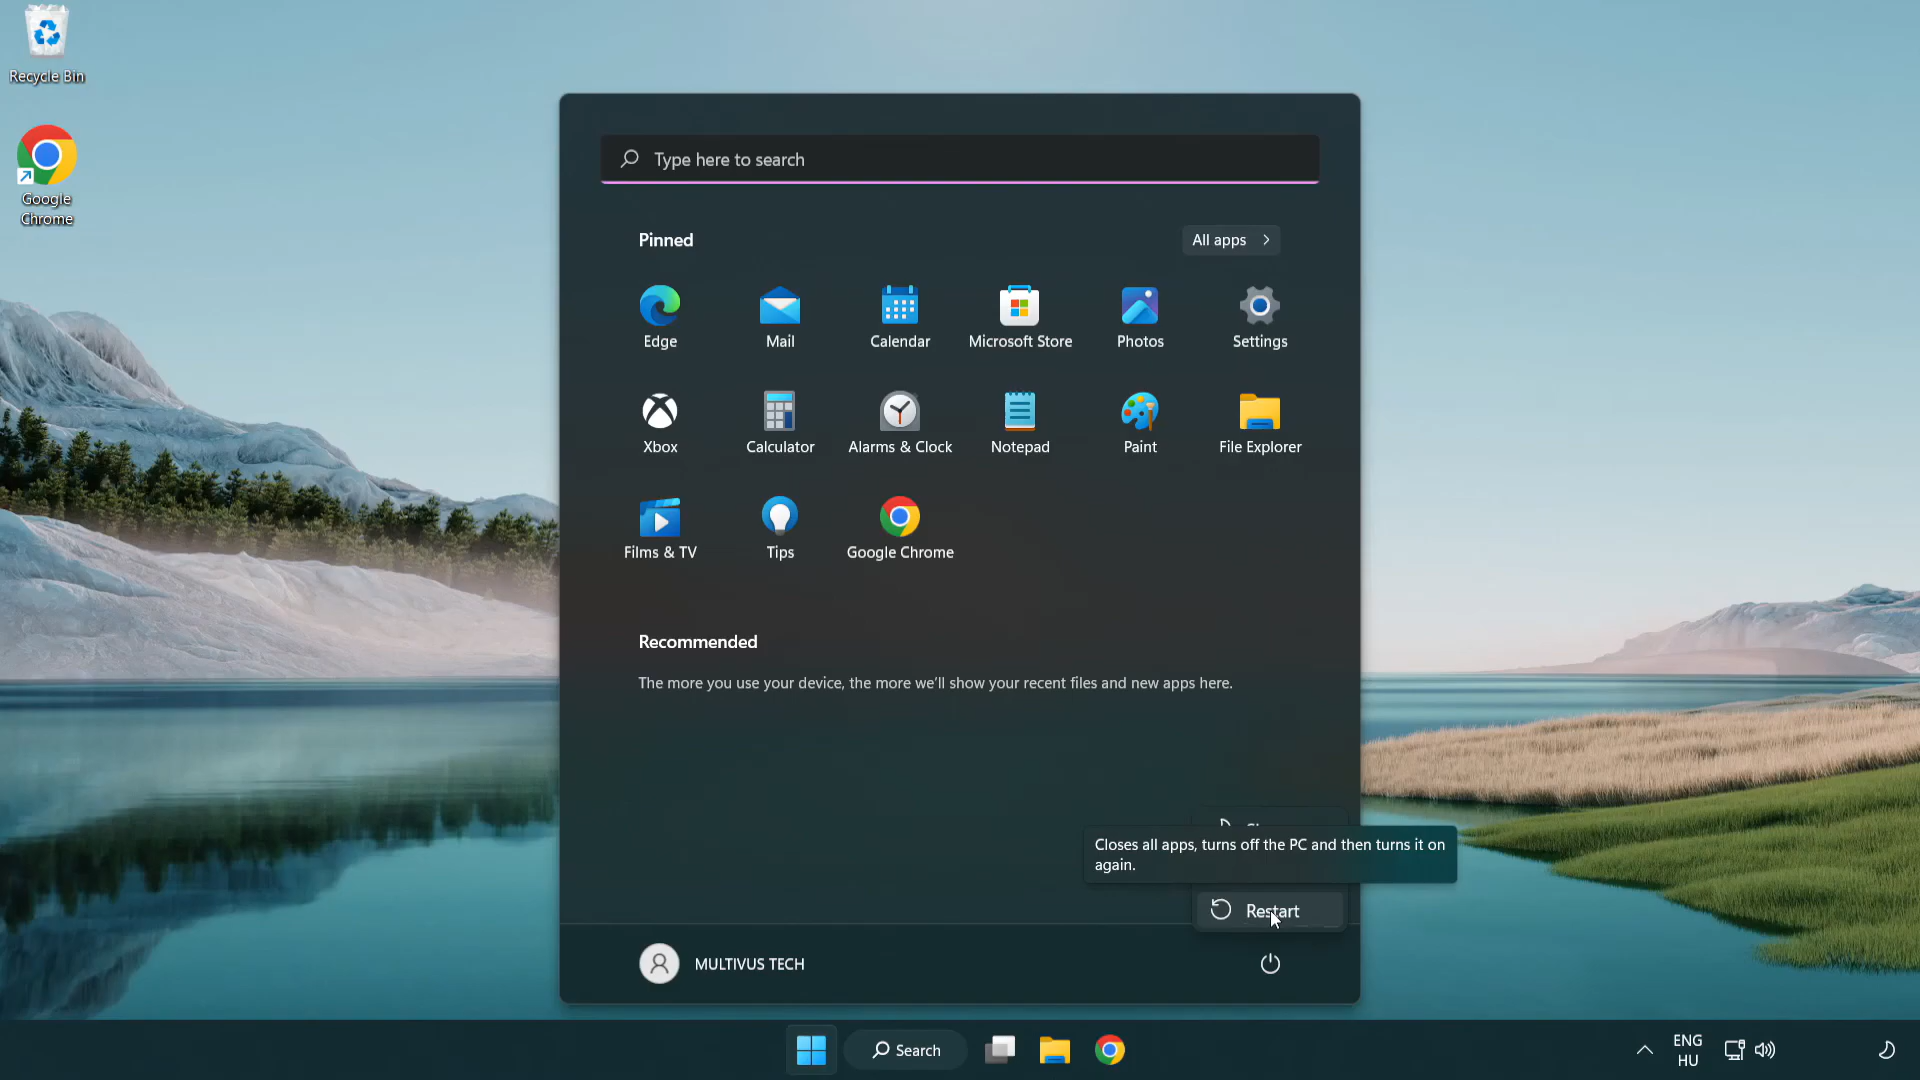 Recycle Bin
Google
Chrome
Type here to search
Pinned
All apps
Edge
Mail
Calendar
Microsoft Store
Photos
Settings
Xbox
Calculator
Alarms & Clock
Notepad
Paint
File Explorer
Films & TV
Tips
Google Chrome
Recommended
The more you use your device, the more we'll show your recent files and new apps here.
Closes all apps, turns off the PC and then turns it on
again.
Restart
MULTIVUS TECH
Search
ENG
HU